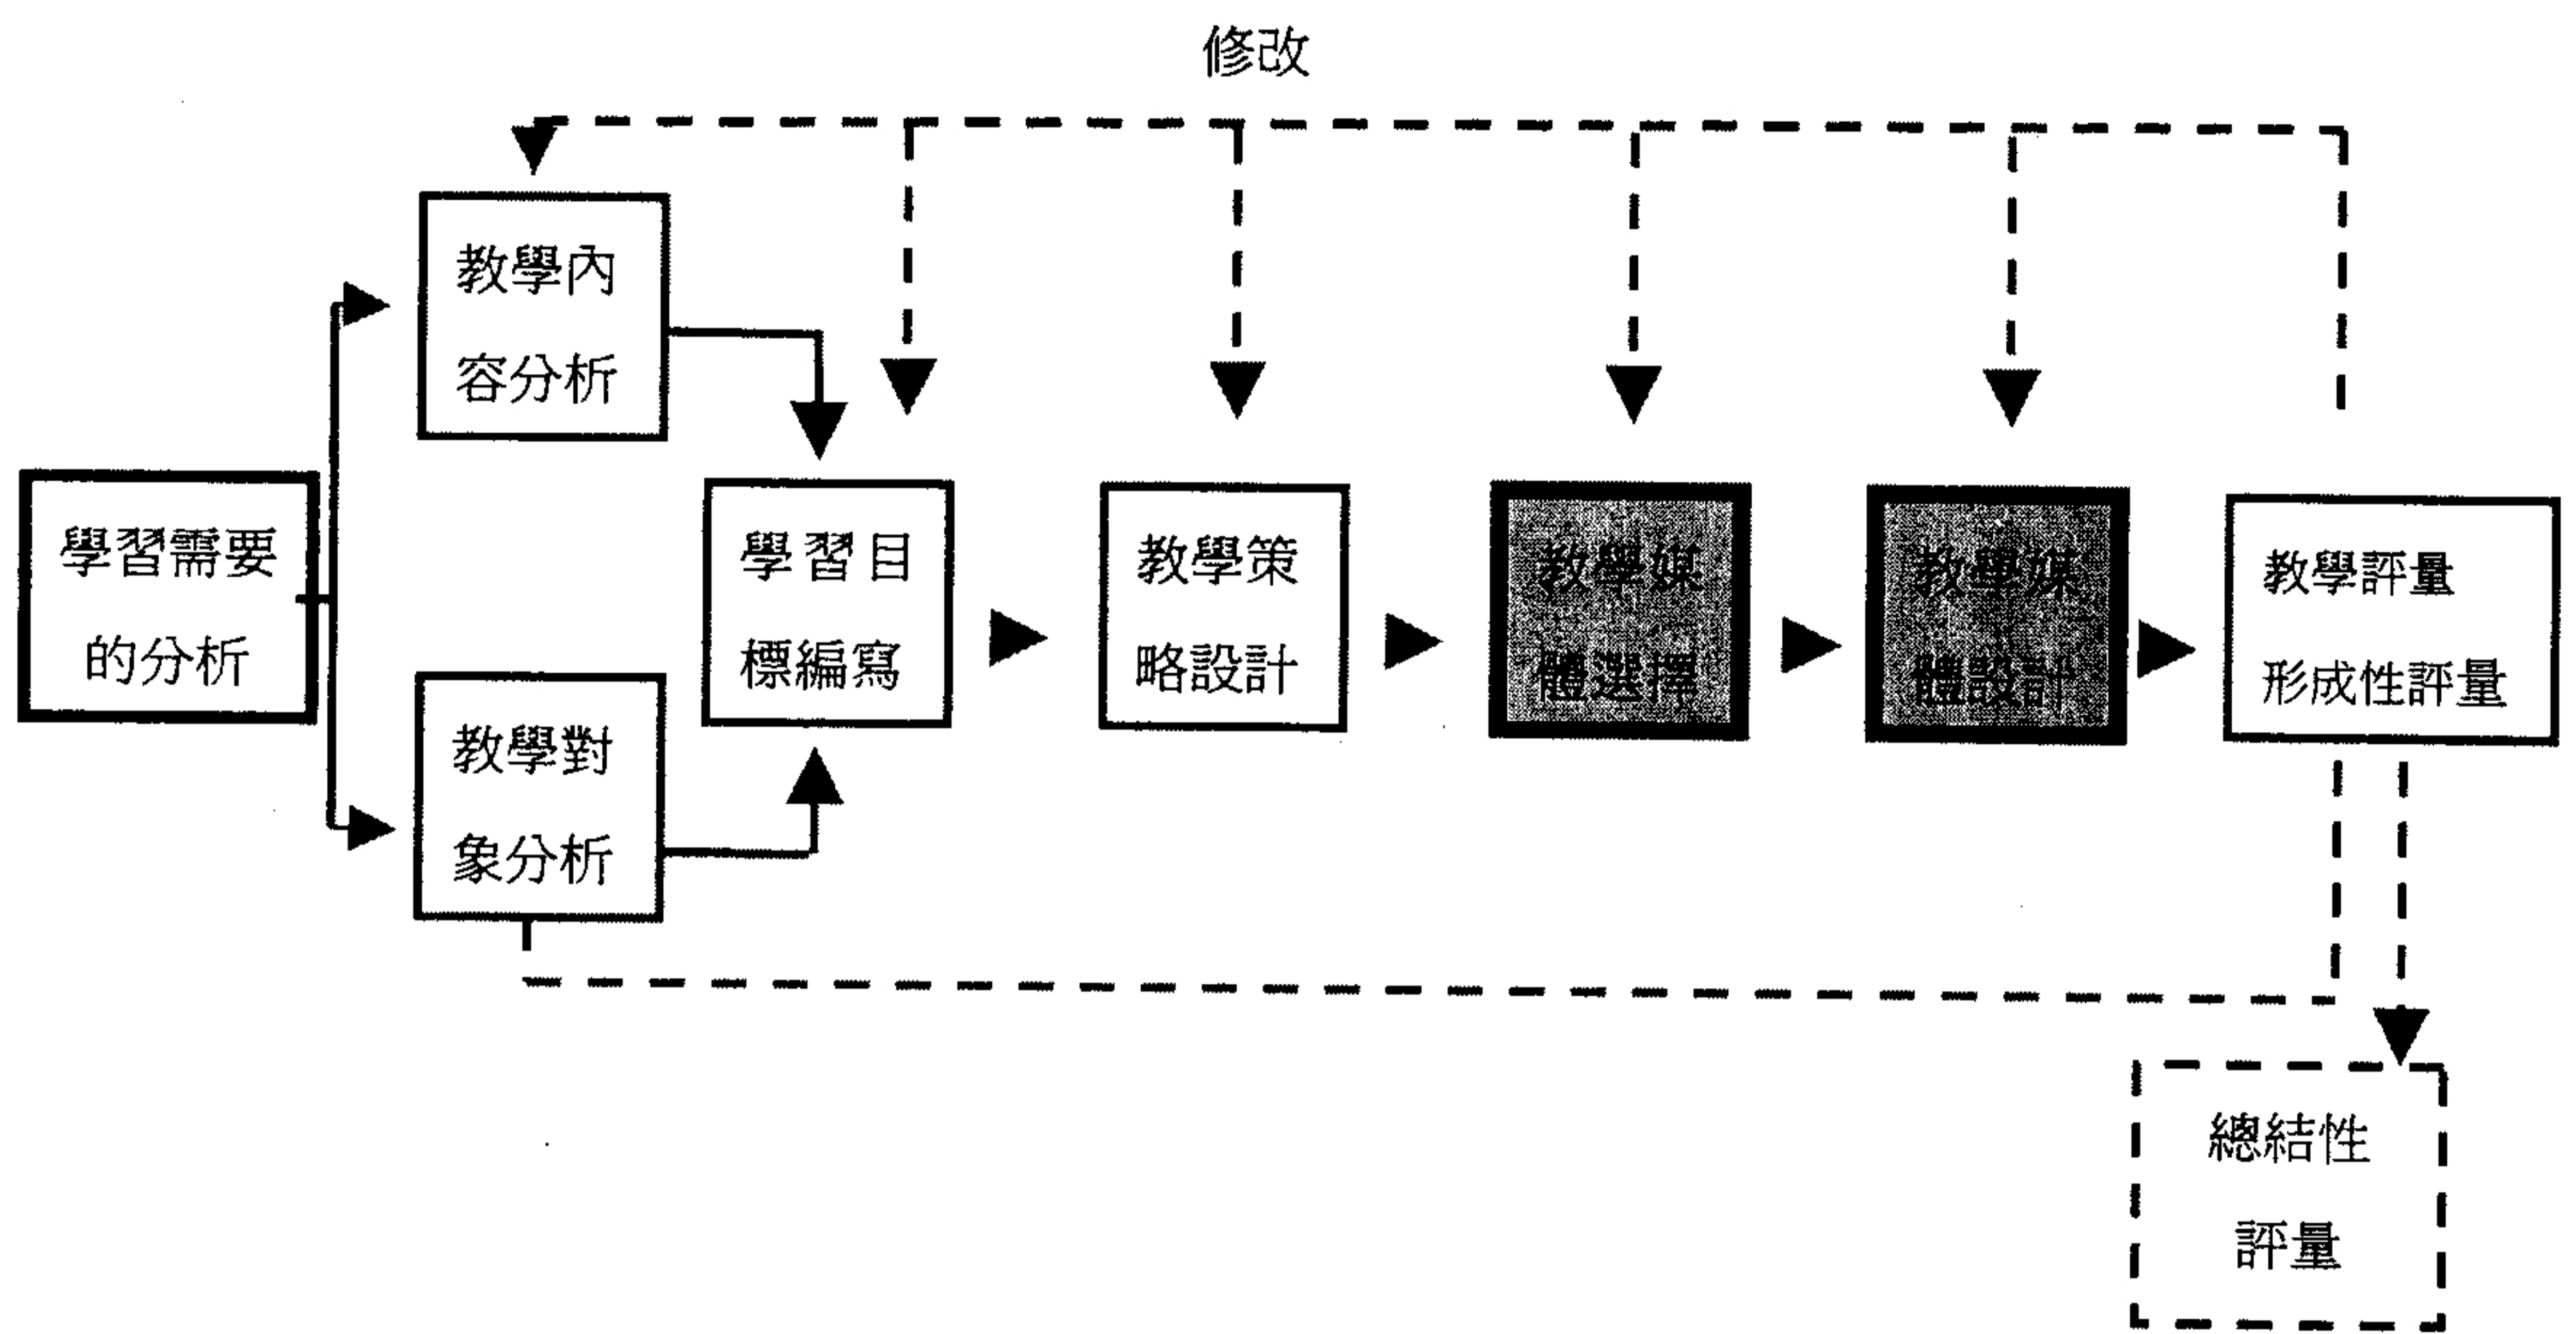 修改
教學內
容分析
學習需要
的分析
教學對
象分析
學習目
標編寫
教學策
略設計
教學媒
體選擇
教學媒
體設計
教學評量
形成性評量
總結性
評量